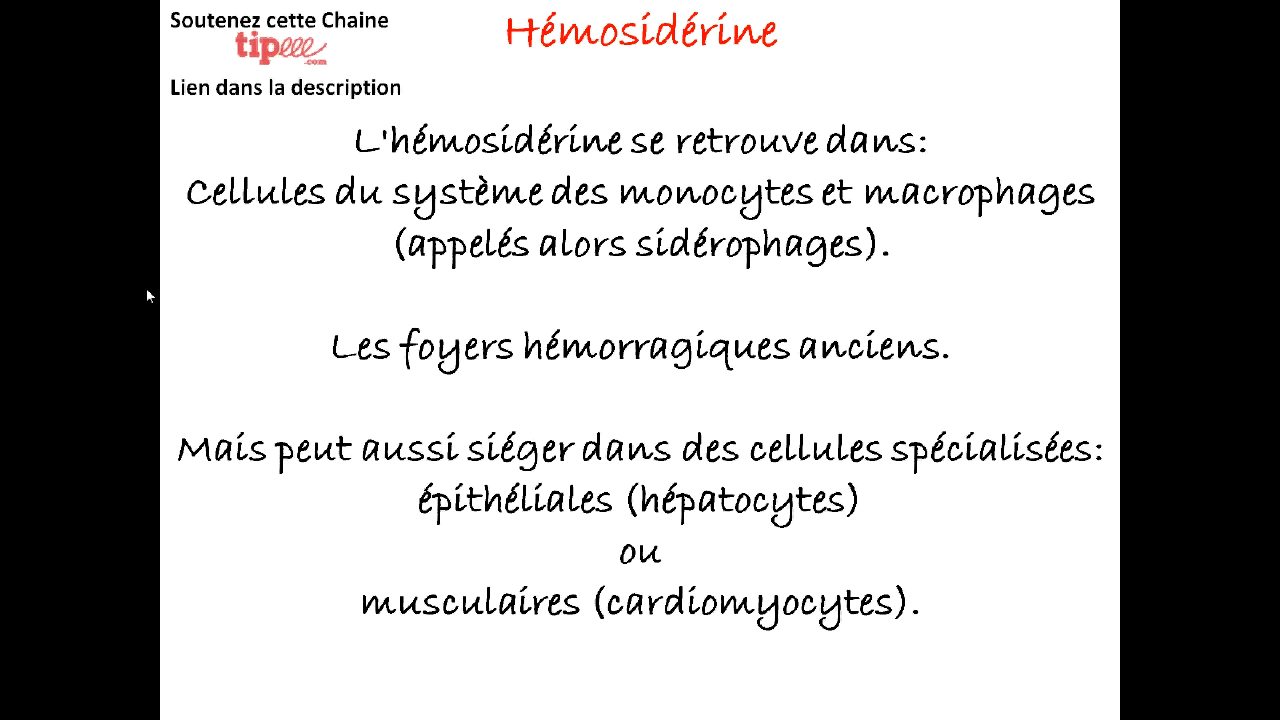 Soutenez cette Chaine
tipeee
.com
Lien dans la description
Hémosidérine
L'hémosidérine se retrouve dans:
Cellules du système des monocytes et macrophages
(appelés alors sidérophages).
Les foyers hémorragiques anciens.
Mais peut aussi siéger dans des cellules spécialisées:
épithéliales (hépatocytes)
ou
musculaires (cardiomyocytes).